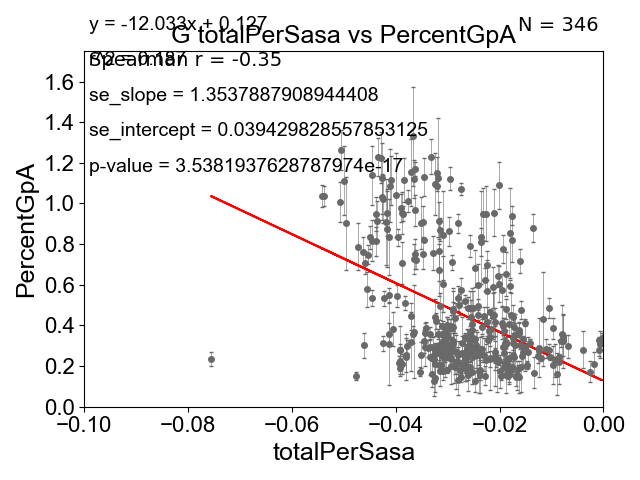 y = -12.033x + 0.127
N = 346
G totalPerSasa vs PercentGpA
Spearman r = -0.35
se_slope = 1.3537887908944408
se_intercept = 0.039429828557853125
p-value = 3.5381937628787974e-17
PercentGpA
1.6
1.4
1.2
1.0
0.8
0.6
0.4
0.2
0.0
−0.10 −0.08 −0.06 −0.04 −0.02 0.00
totalPerSasa